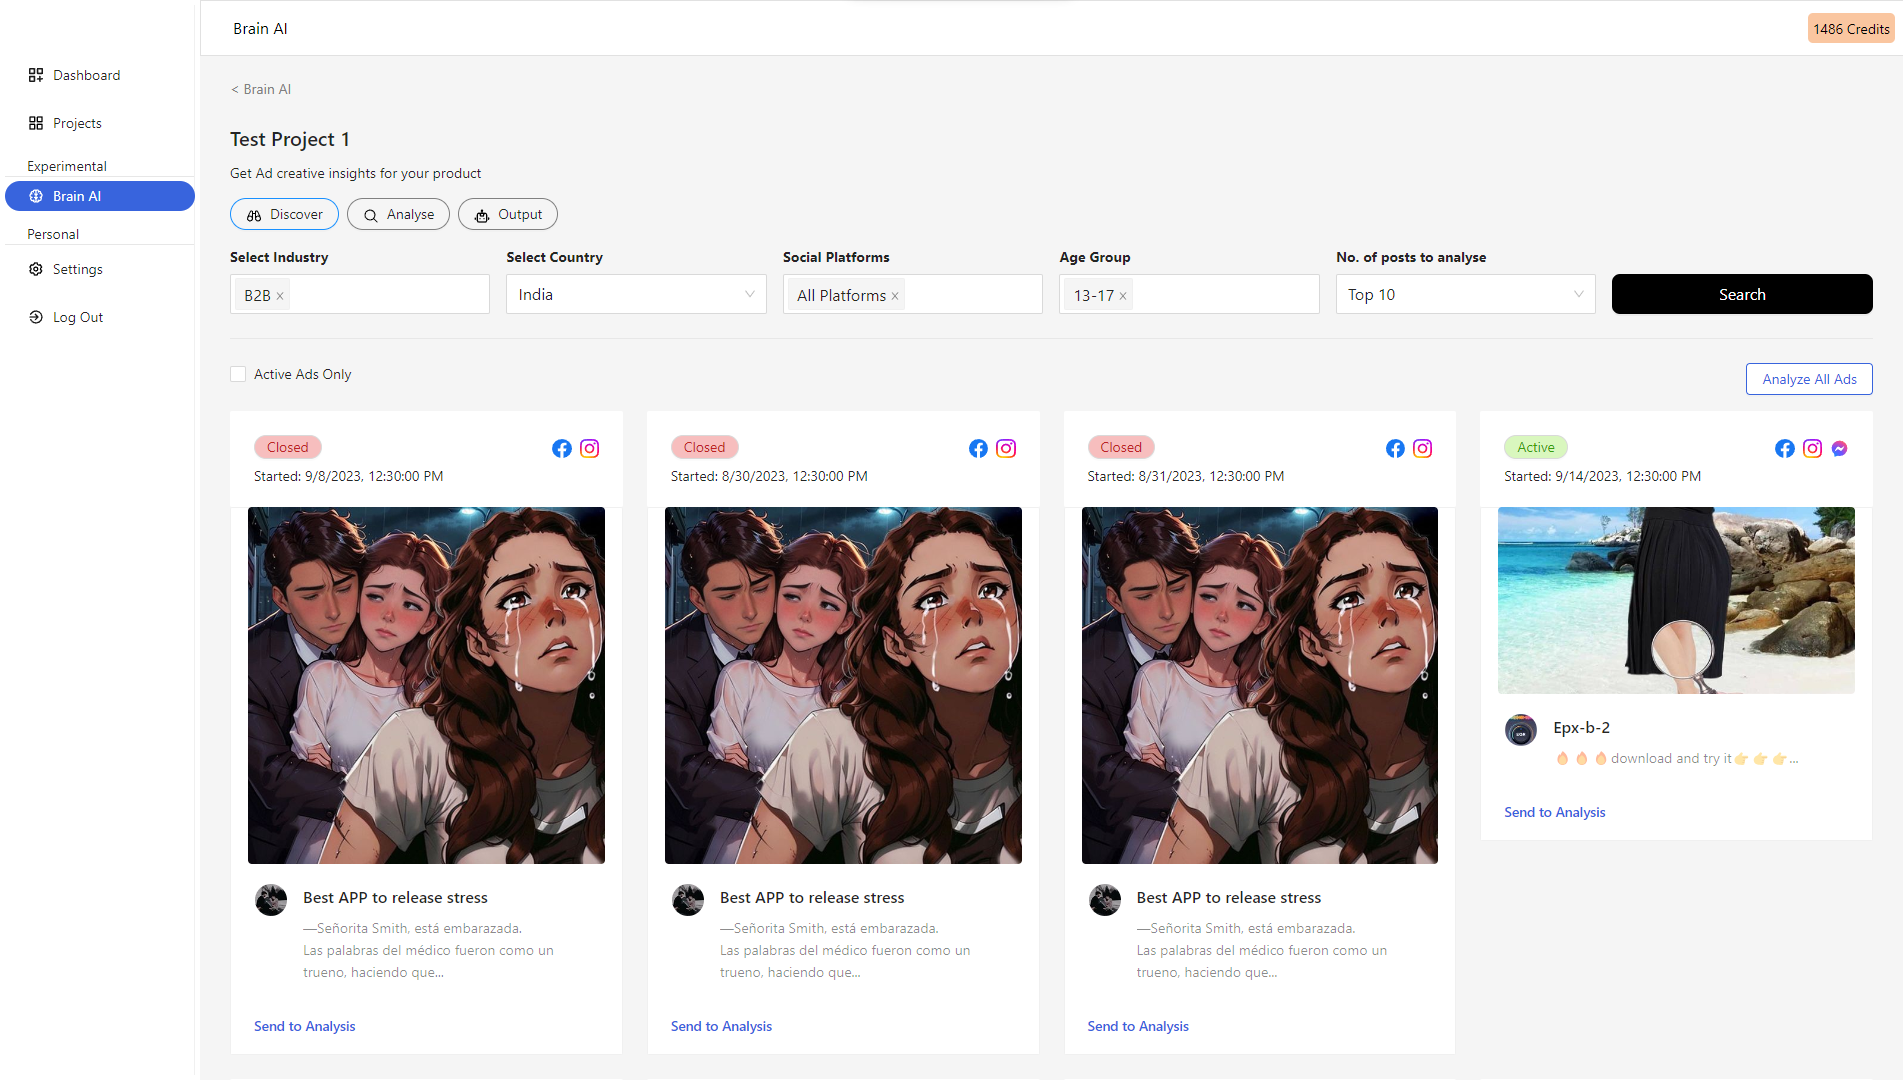 Brain AI
1486 Credits
Dashboard
Projects
Experimental
Brain AI
Personal
Settings
Log Out
< Brain AI
Test Project 1
Get Ad creative insights for your product
Discover
Analyse
Output
Select Industry
Select Country
Social Platforms
Age Group
No. of posts to analyse
B2B ×
India
All Platforms ×
13-17 ×
Top 10
Search
Active Ads Only
Analyze All Ads
Closed
Started: 9/8/2023, 12:30:00 PM
Best APP to release stress
—Señorita Smith, está embarazada.
Las palabras del médico fueron como un
trueno, haciendo que...
Send to Analysis
Closed
Started: 8/30/2023, 12:30:00 PM
Best APP to release stress
—Señorita Smith, está embarazada.
Las palabras del médico fueron como un
trueno, haciendo que...
Send to Analysis
Closed
Started: 8/31/2023, 12:30:00 PM
Best APP to release stress
—Señorita Smith, está embarazada.
Las palabras del médico fueron como un
trueno, haciendo que...
Send to Analysis
Active
Started: 9/14/2023, 12:30:00 PM
Epx-b-2
🔥 🔥 🔥 download and try it👉 👉 👉...
Send to Analysis